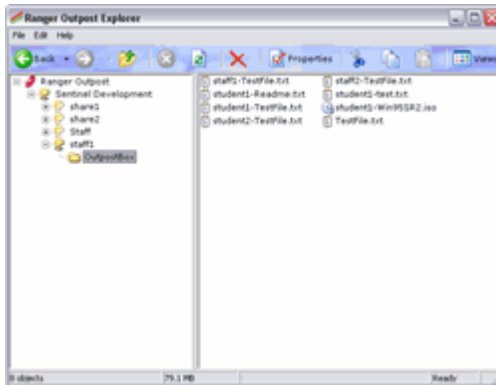 Ranger Outpost Explorer
File Edit Help
Back Properties Views
Ranger Outpost
Sentinel Development
share1
share2
Staff
staff1
OutpostBox
staff1-TestFile.txt staff2-TestFile.txt
student1-Readme.txt student1-test.txt
student1-TestFile.txt student1-Win95SR2.iso
student2-TestFile.txt TestFile.txt
8 objects 79.1 MB Ready